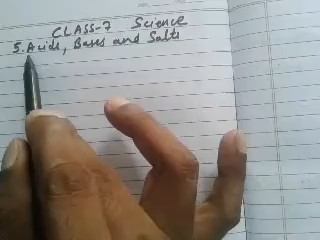 CLASS-7 Science
5. Acids, Bases and Salts